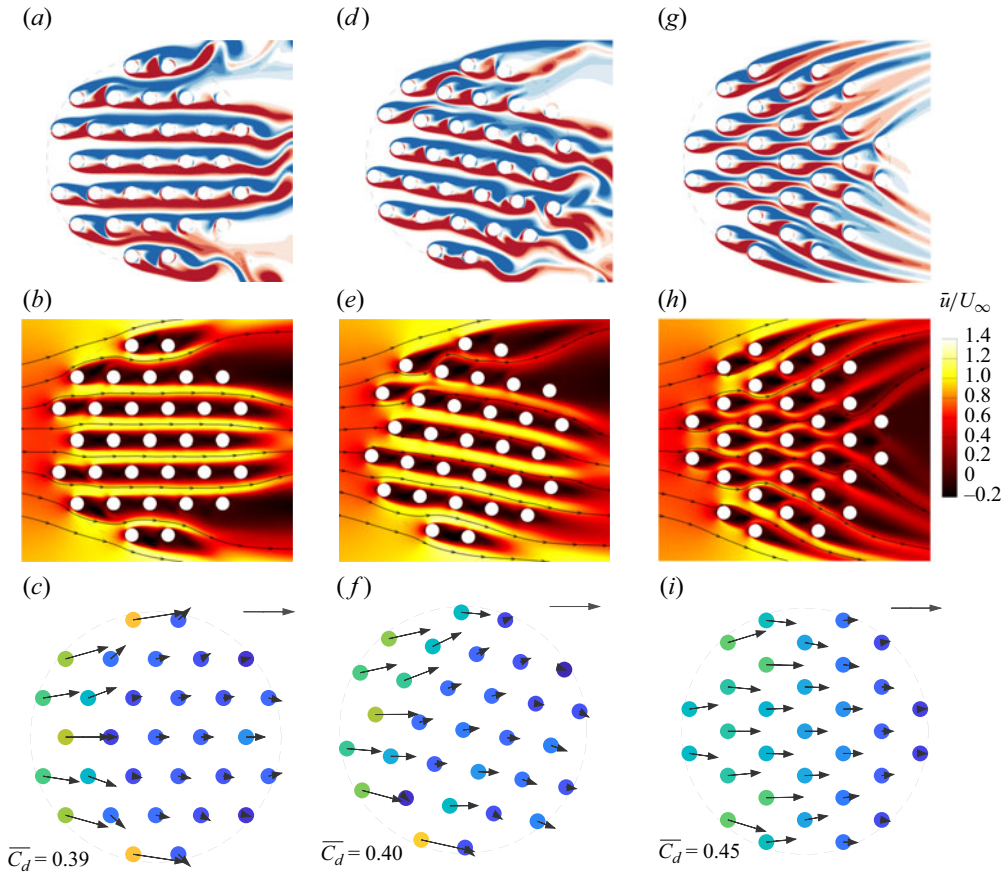 (a)
(d)
(g)
(b)
(e)
(h)
ū/U∞
1.4
1.2
1.0
0.8
0.6
0.4
0.2
0
−0.2
(c)
(f)
(i)
C̅d̅ = 0.39
C̅d̅ = 0.40
C̅d̅ = 0.45